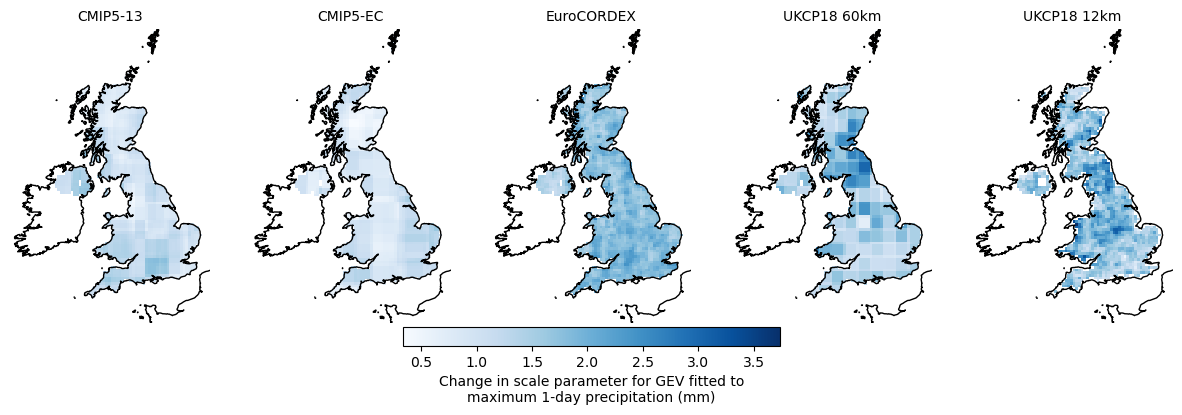 CMIP5-13
CMIP5-EC
EuroCORDEX
UKCP18 60km
UKCP18 12km
0.5
1.0
1.5
2.0
2.5
3.0
3.5
Change in scale parameter for GEV fitted to
maximum 1-day precipitation (mm)